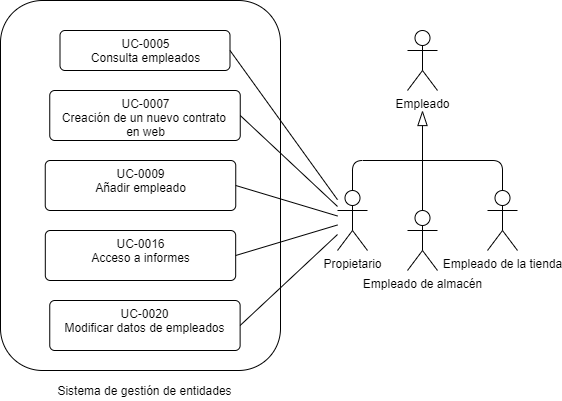 UC-0005
Consulta empleados
UC-0007
Creación de un nuevo contrato
en web
UC-0009
Añadir empleado
UC-0016
Acceso a informes
UC-0020
Modificar datos de empleados
Sistema de gestión de entidades
Empleado
Propietario
Empleado de almacén
Empleado de la tienda